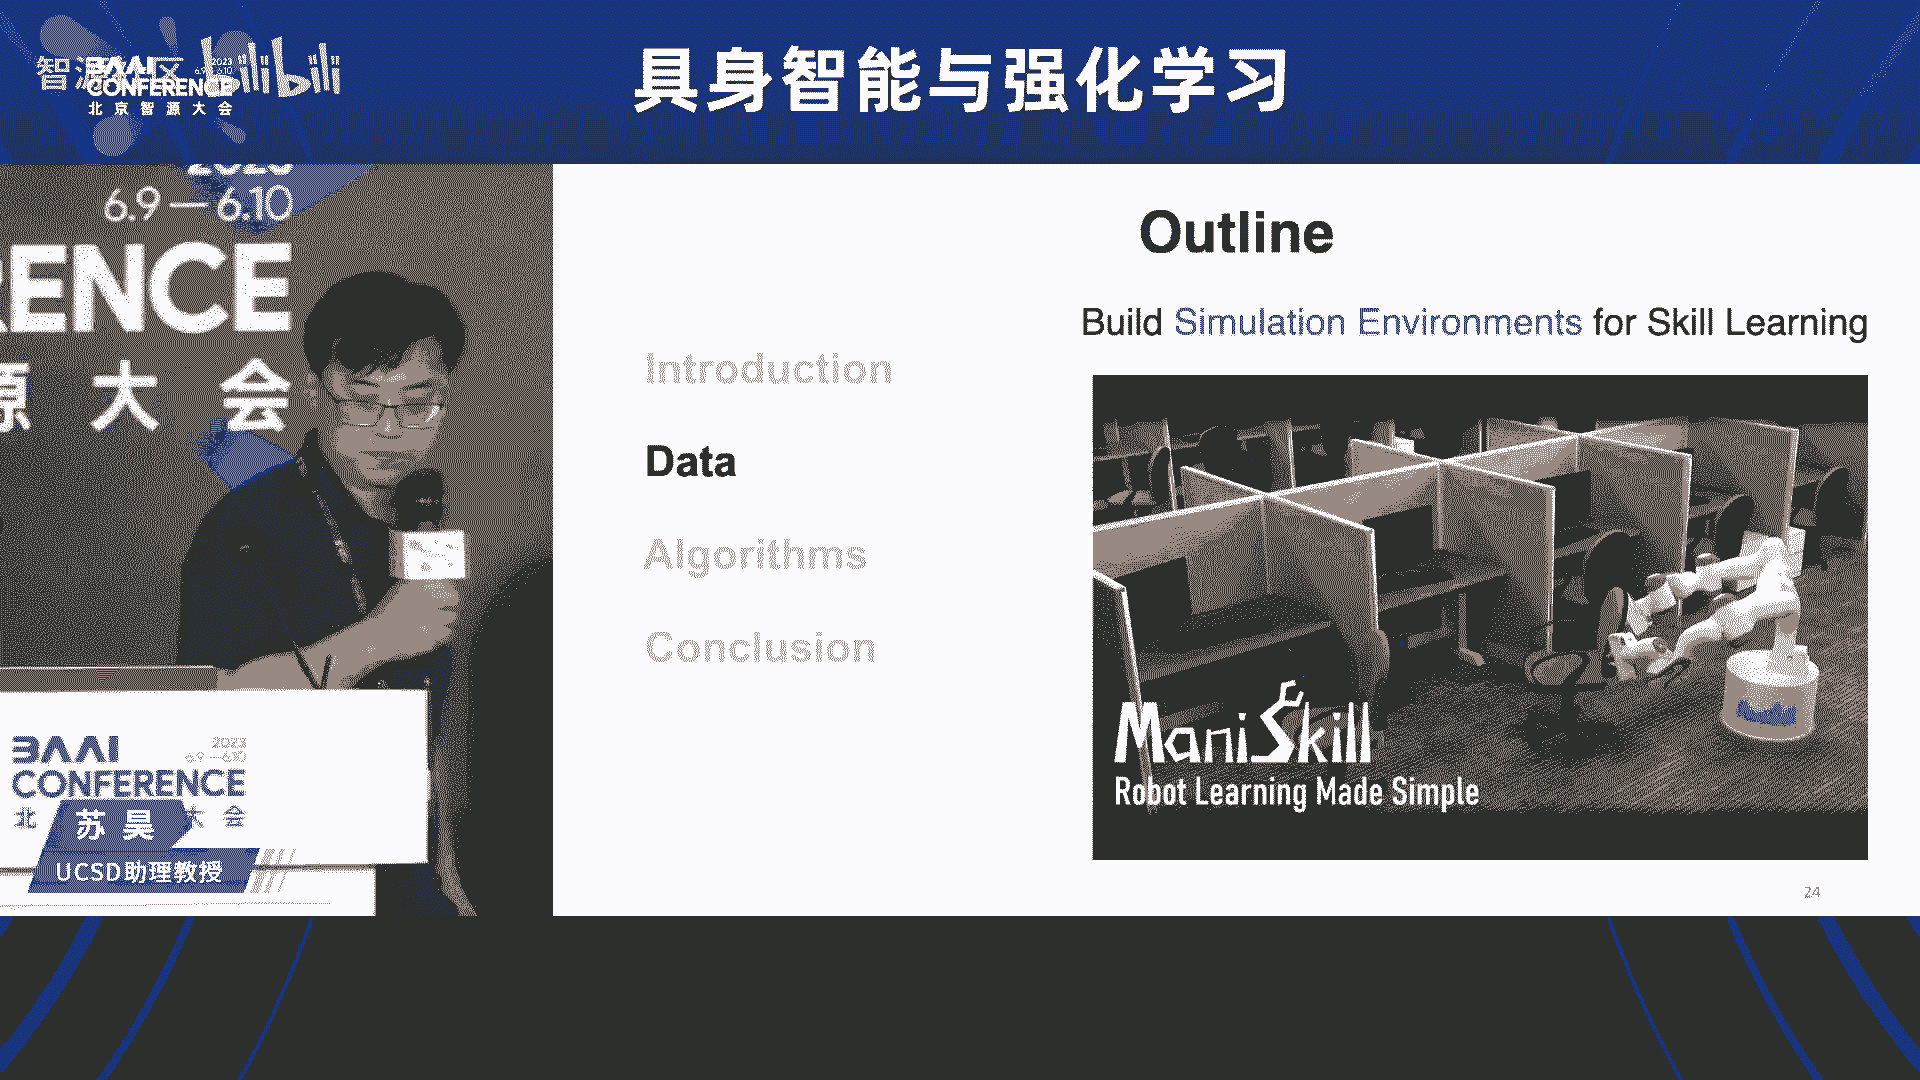 智源社区 bilibili
BAAI 2023
6.9-6.10
CONFERENCE
北京智源大会
具身智能与强化学习
2023
6.9—6.10
RENCE
源大会
BAAI 2023
6.9—6.10
CONFERENCE
北 大会
苏昊
UCSD助理教授
Outline
Build Simulation Environments for Skill Learning
Introduction
Data
Algorithms
Conclusion
ManiSkill
Robot Learning Made Simple
24